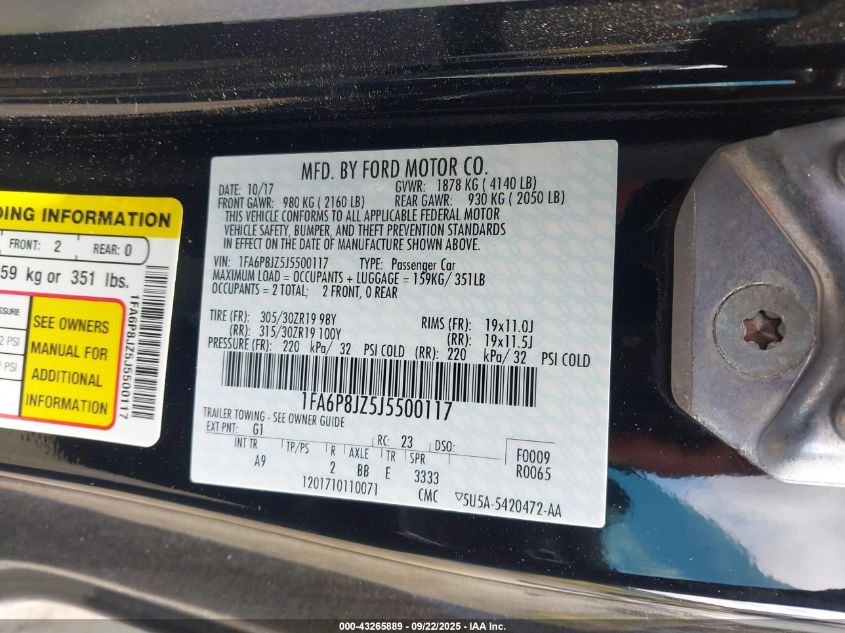 DING INFORMATION
FRONT: 2 REAR: 0
59 kg or 351 lbs.
SEE OWNERS
MANUAL FOR
ADDITIONAL
INFORMATION
1FA6P8JZ5J5500117
MFD. BY FORD MOTOR CO.
DATE: 10/17 GVWR: 1878 KG ( 4140 LB)
FRONT GAWR: 980 KG ( 2160 LB) REAR GAWR: 930 KG ( 2050 LB)
THIS VEHICLE CONFORMS TO ALL APPLICABLE FEDERAL MOTOR
VEHICLE SAFETY, BUMPER, AND THEFT PREVENTION STANDARDS
IN EFFECT ON THE DATE OF MANUFACTURE SHOWN ABOVE.
VIN: 1FA6P8JZ5J5500117 TYPE: Passenger Car
MAXIMUM LOAD = OCCUPANTS + LUGGAGE = 159KG/ 351LB
OCCUPANTS = 2 TOTAL; 2 FRONT, 0 REAR
TIRE (FR): 305/30ZR19 98Y RIMS (FR): 19x11.0J
(RR): 315/30ZR19 100Y (RR): 19x11.5J
PRESSURE (FR): 220 kPa/ 32 PSI COLD (RR): 220 kPa/ 32 PSI COLD
1FA6P8JZ5J5500117
TRAILER TOWING - SEE OWNER GUIDE
EXT PNT: G1 RC: 23 DSO: F0009
INT TR TP/PS R AXLE TR SPR R0065
A9 2 BB E 3333
1201710110071 CMC ▽5U5A-5420472-AA
000-43265889 - 09/22/2025 - IAA Inc.